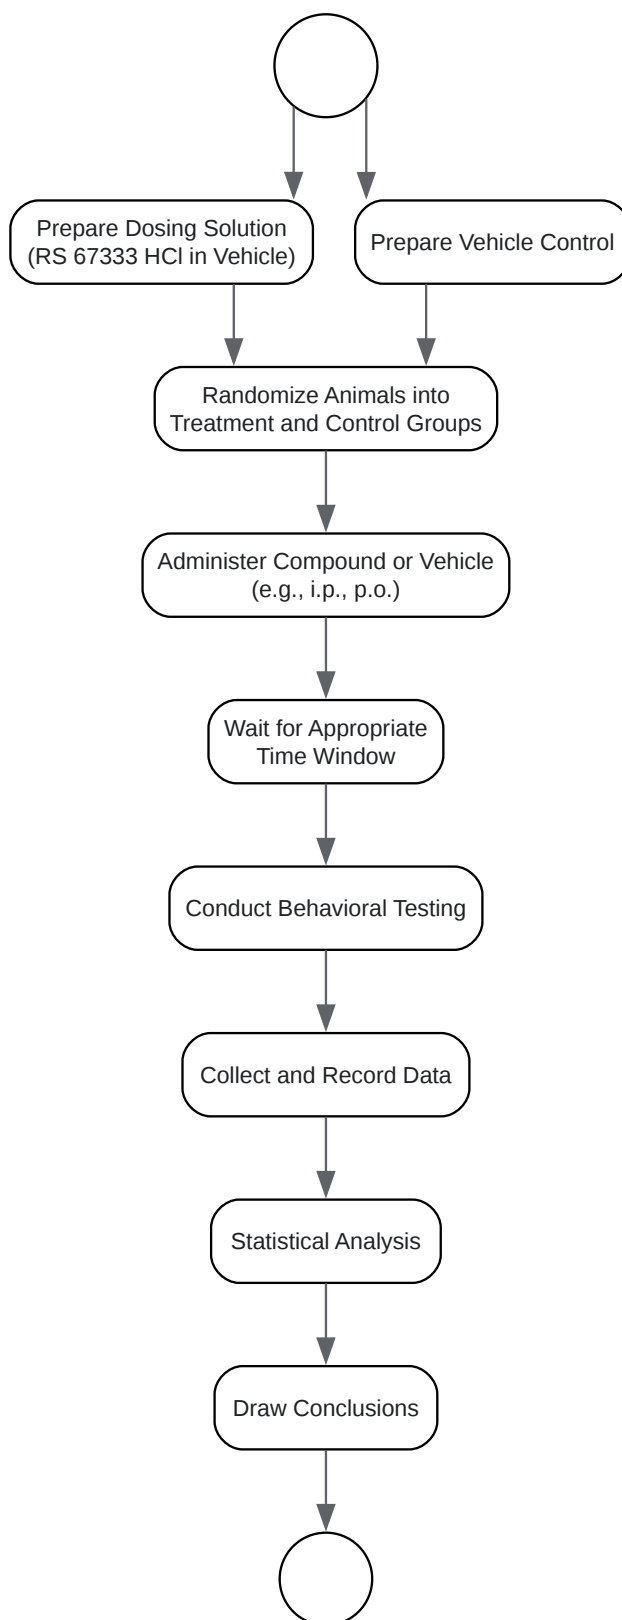 Prepare Dosing Solution
(RS 67333 HCl in Vehicle)
Prepare Vehicle Control
Randomize Animals into
Treatment and Control Groups
Administer Compound or Vehicle
(e.g., i.p., p.o.)
Wait for Appropriate
Time Window
Conduct Behavioral Testing
Collect and Record Data
Statistical Analysis
Draw Conclusions